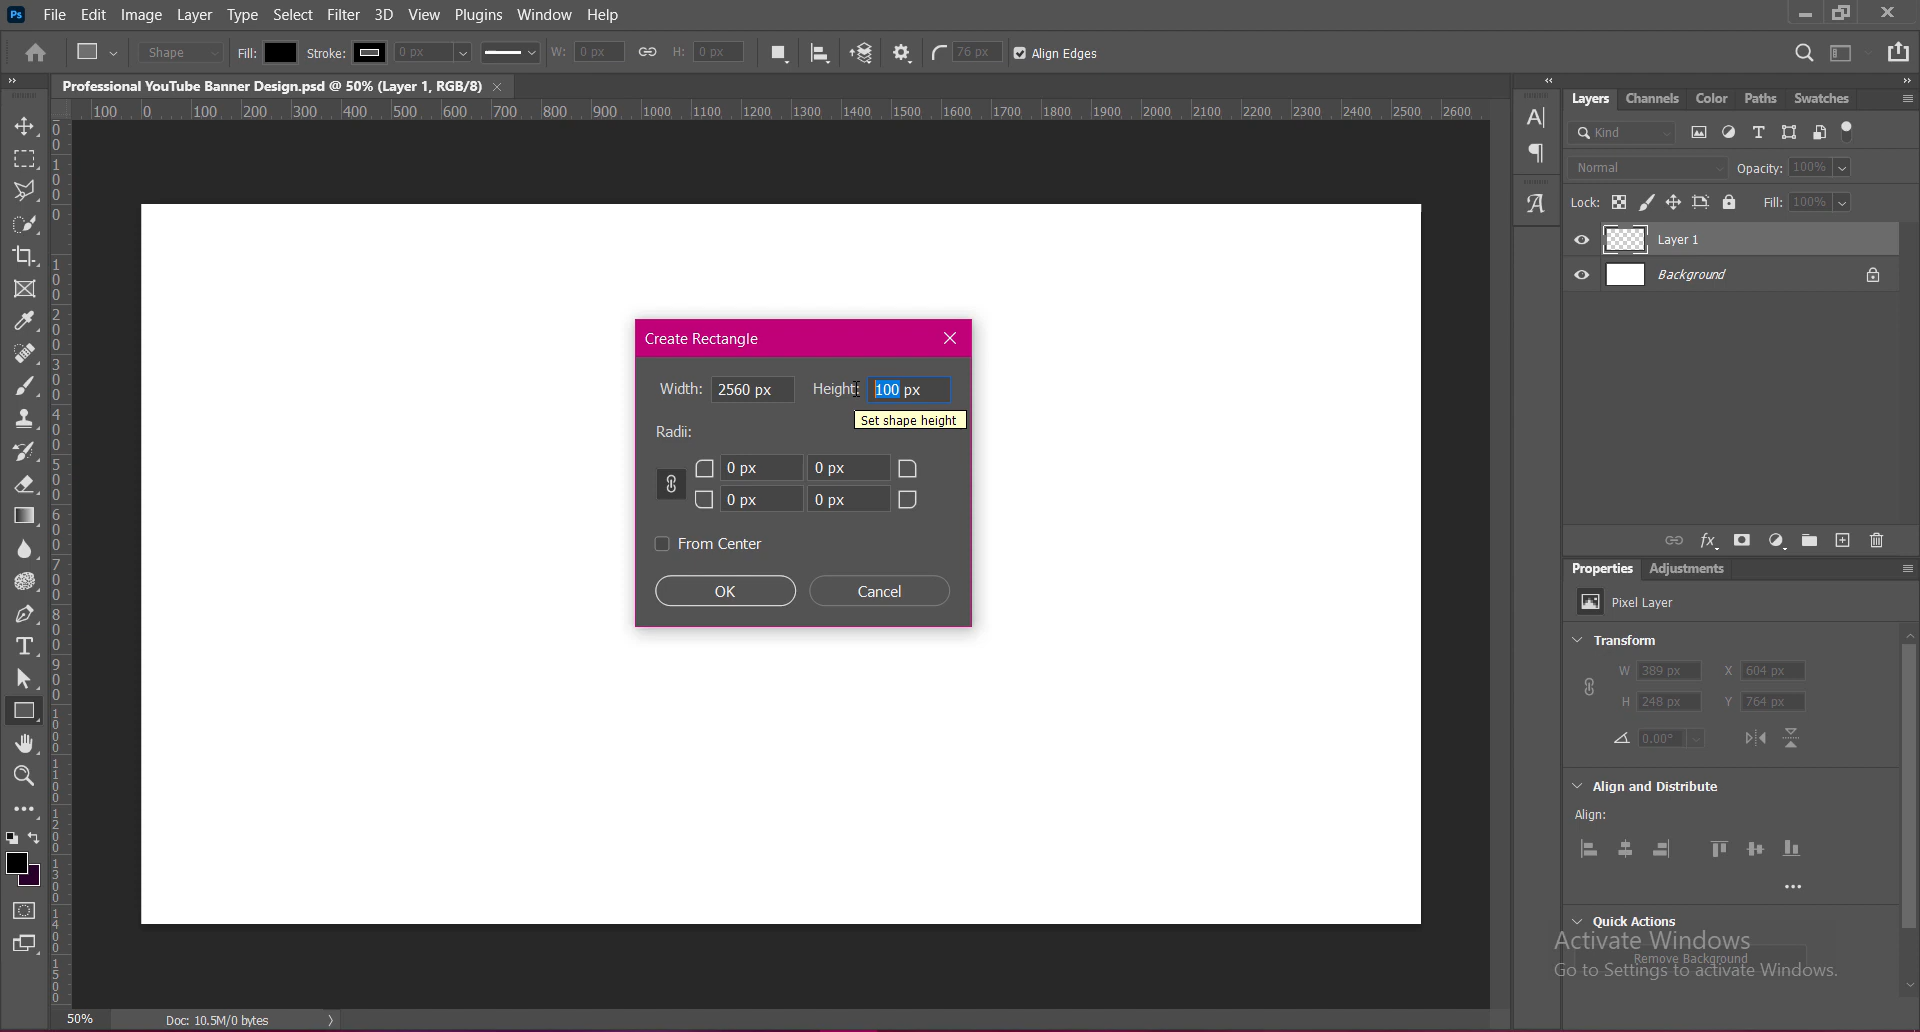 Ps File Edit Image Layer Type Select Filter 3D View Plugins Window Help
Shape Fill: Stroke: 0 px W: 0 px H: 0 px 76 px Align Edges
Professional YouTube Banner Design.psd @ 50% (Layer 1, RGB/8)
100 0 100 200 300 400 500 600 700 800 900 1000 1100 1200 1300 1400 1500 1600 1700 1800 1900 2000 2100 2200 2300 2400 2500 2600
Layers Channels Color Paths Swatches
Kind
Normal Opacity: 100%
Lock: Fill: 100%
Layer 1
Background
Create Rectangle
Width: 2560 px Height: 100 px
Set shape height
Radii:
0 px 0 px
0 px 0 px
From Center
OK Cancel
Properties Adjustments
Pixel Layer
Transform
W 389 px X 604 px
H 248 px Y 764 px
0.00°
Align and Distribute
Align:
Quick Actions
Remove Background
Activate Windows
Go to Settings to activate Windows.
50% Doc: 10.5M/0 bytes